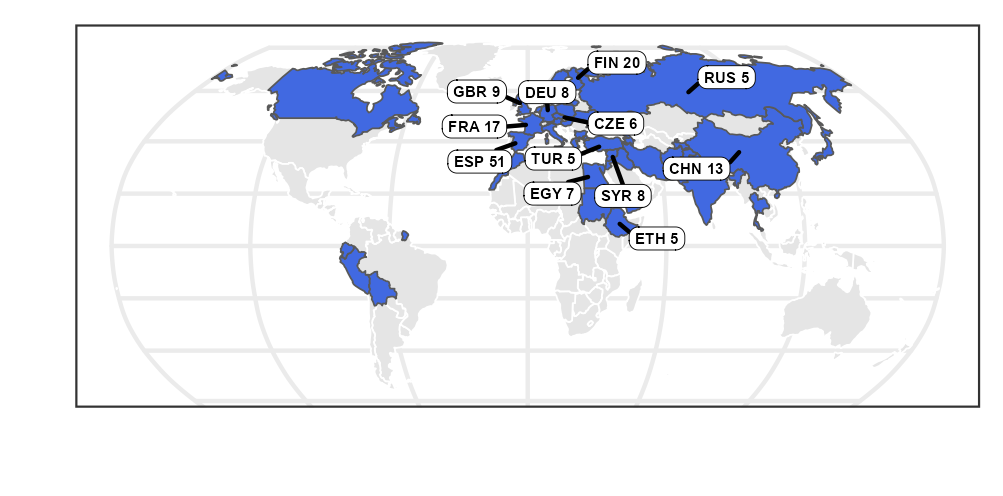 FIN 20
RUS 5
GBR 9
DEU 8
FRA 17
CZE 6
ESP 51
TUR 5
CHN 13
EGY 7
SYR 8
ETH 5